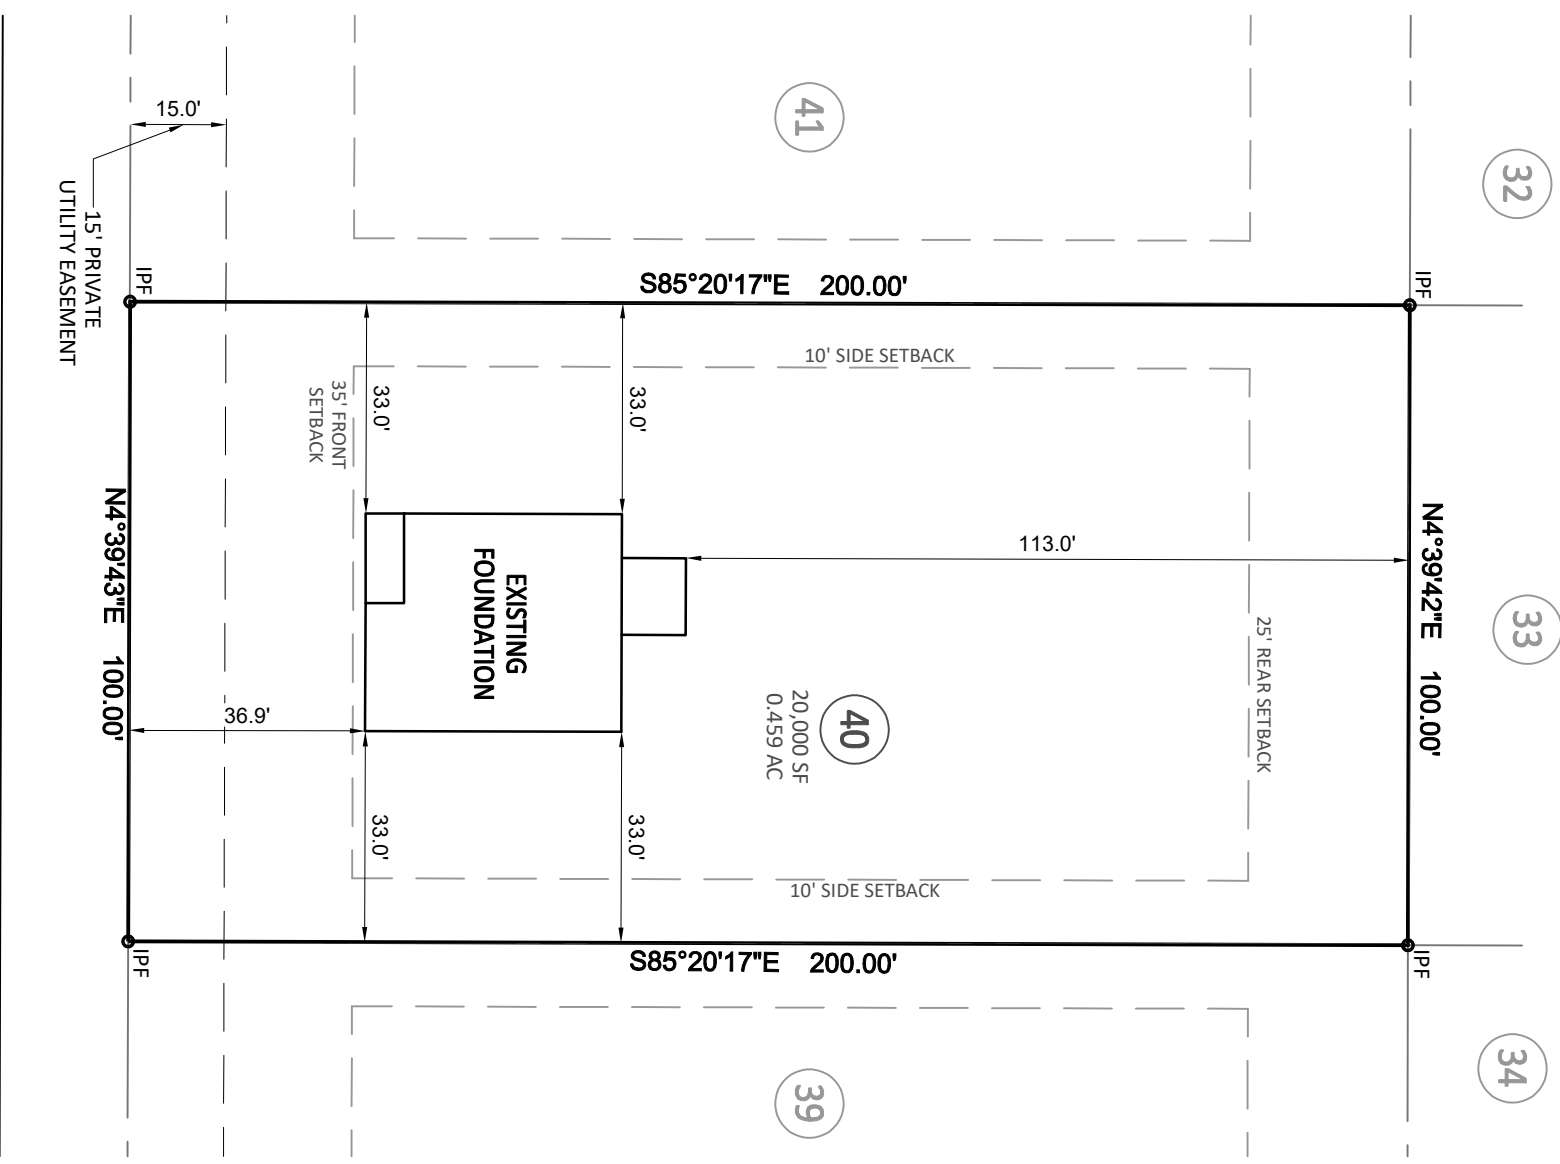 41
32
15.0'
15' PRIVATE
UTILITY EASEMENT
IPF
IPF
S85°20'17"E 200.00'
10' SIDE SETBACK
35' FRONT
SETBACK
33.0'
33.0'
N4°39'43"E 100.00'
N4°39'42"E 100.00'
EXISTING
FOUNDATION
113.0'
25' REAR SETBACK
33
36.9'
40
20,000 SF
0.459 AC
33.0'
33.0'
10' SIDE SETBACK
S85°20'17"E 200.00'
IPF
IPF
39
34